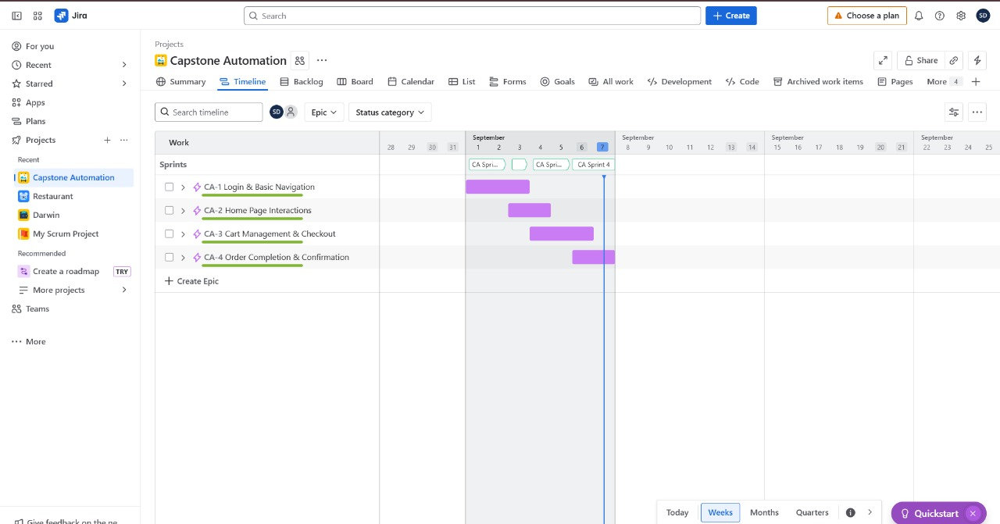 Jira
Search
Create
Choose a plan
SD
For you
Recent
Starred
Apps
Plans
Projects
Recent
Capstone Automation
Restaurant
Darwin
My Scrum Project
Recommended
Create a roadmap TRY
More projects
Teams
More
Give feedback on the ne
Projects
Capstone Automation
Share
Summary Timeline Backlog Board Calendar List Forms Goals All work Development Code Archived work items Pages More 4
Search timeline SD Epic Status category
Work
September September September September
28 29 30 31 1 2 3 4 5 6 7 8 9 10 11 12 13 14 15 16 17 18 19 20 21 22 23 24 25
Sprints
CA Spri... CA Spri... CA Sprint 4
CA-1 Login & Basic Navigation
CA-2 Home Page Interactions
CA-3 Cart Management & Checkout
CA-4 Order Completion & Confirmation
Create Epic
Today Weeks Months Quarters
Quickstart